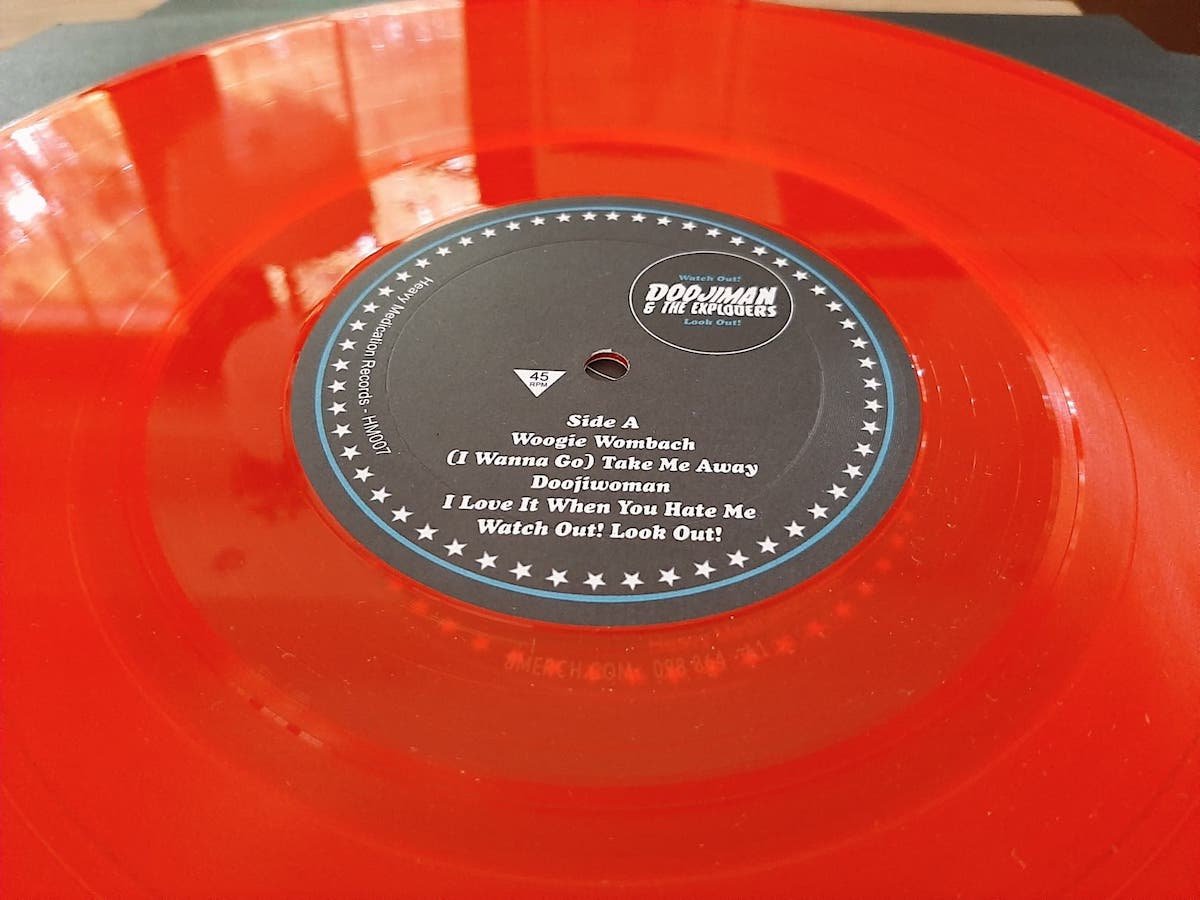 Watch Out!
DOOJIMAN
& THE EXPLODERS
Look Out!
Heavy Medication Records - HM007
45
RPM
Side A
Woogie Wombach
(I Wanna Go) Take Me Away
Doojiwoman
I Love It When You Hate Me
Watch Out! Look Out!